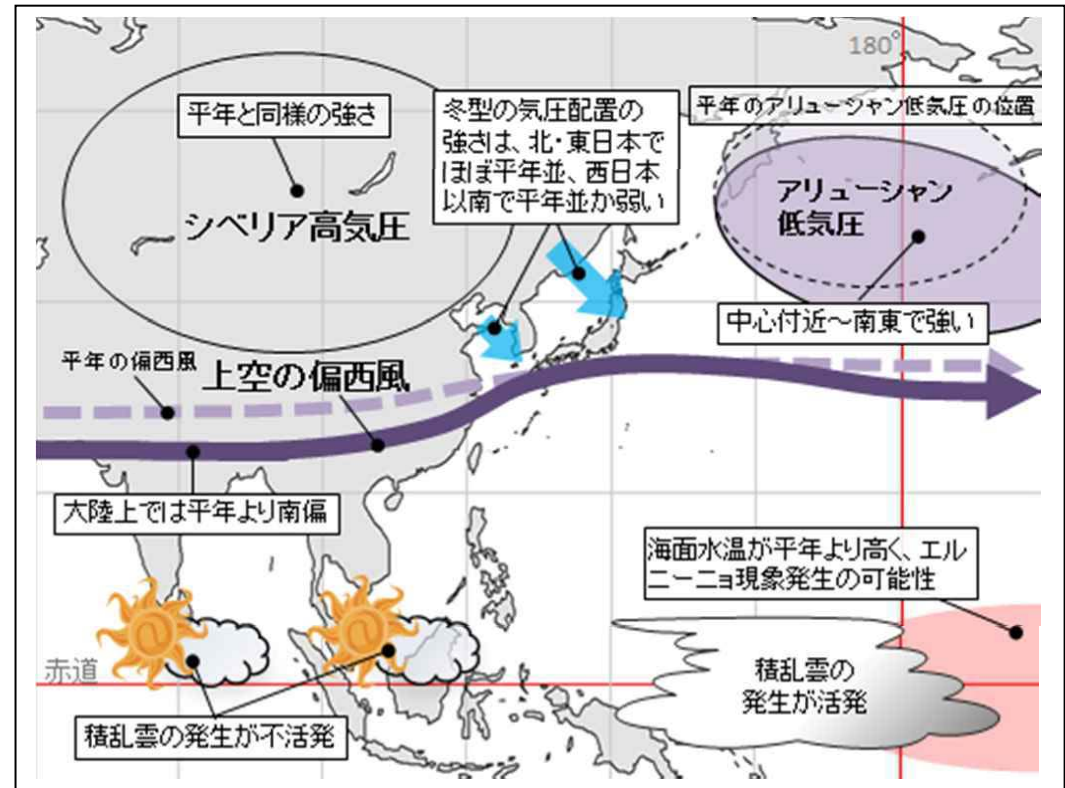 180°
平年と同様の強さ
シベリア高気圧
冬型の気圧配置の
強さは、北・東日本で
ほぼ平年並、西日本
以南で平年並か弱い
平年のアリューシャン低気圧の位置
アリューシャン
低気圧
中心付近～南東で強い
平年の偏西風
上空の偏西風
大陸上では平年より南偏
海面水温が平年より高く、エル
ニーニョ現象発生の可能性
赤道
積乱雲の発生が不活発
積乱雲の
発生が活発